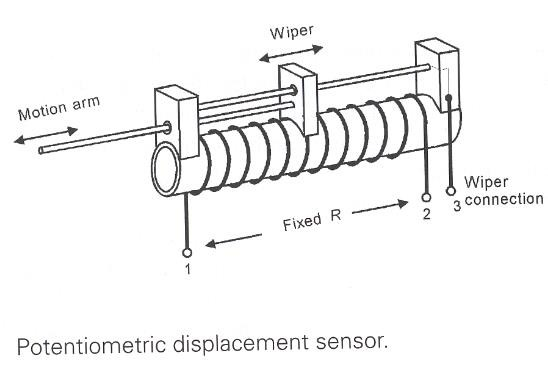 Wiper
Motion arm
Wiper
3 connection
2
Fixed R
1
Potentiometric displacement sensor.